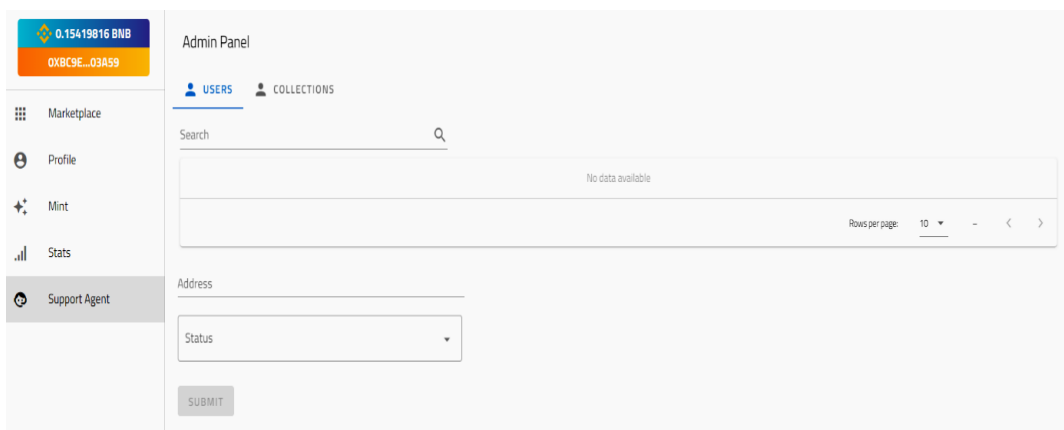 0.15419816 BNB
0XBC9E...03A59
Marketplace
Profile
Mint
Stats
Support Agent
Admin Panel
USERS COLLECTIONS
Search
No data available
Rows per page: 10 –
Address
Status
SUBMIT